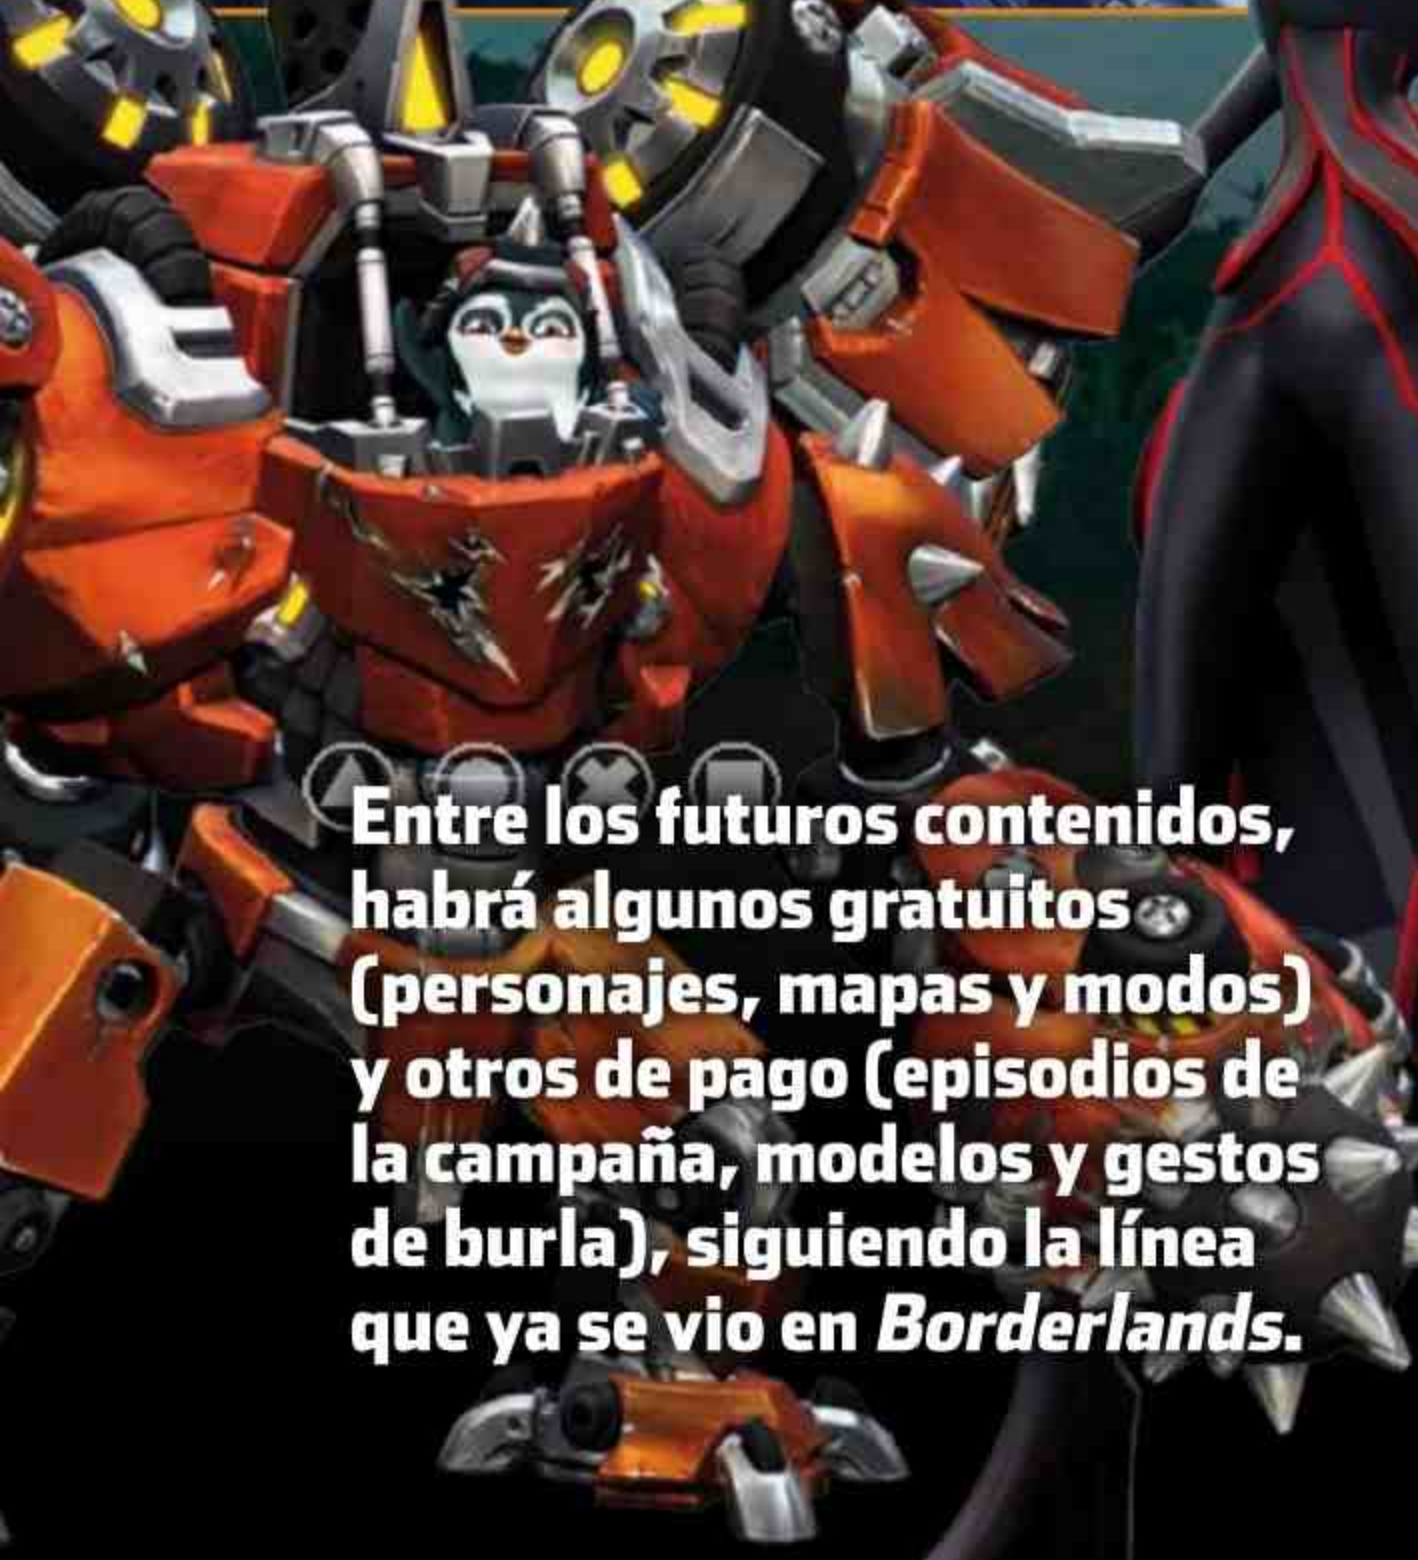 Entre los futuros contenidos,
habrá algunos gratuitos
(personajes, mapas y modos)
y otros de pago (episodios de
la campaña, modelos y gestos
de burla), siguiendo la línea
que ya se vio en Borderlands.